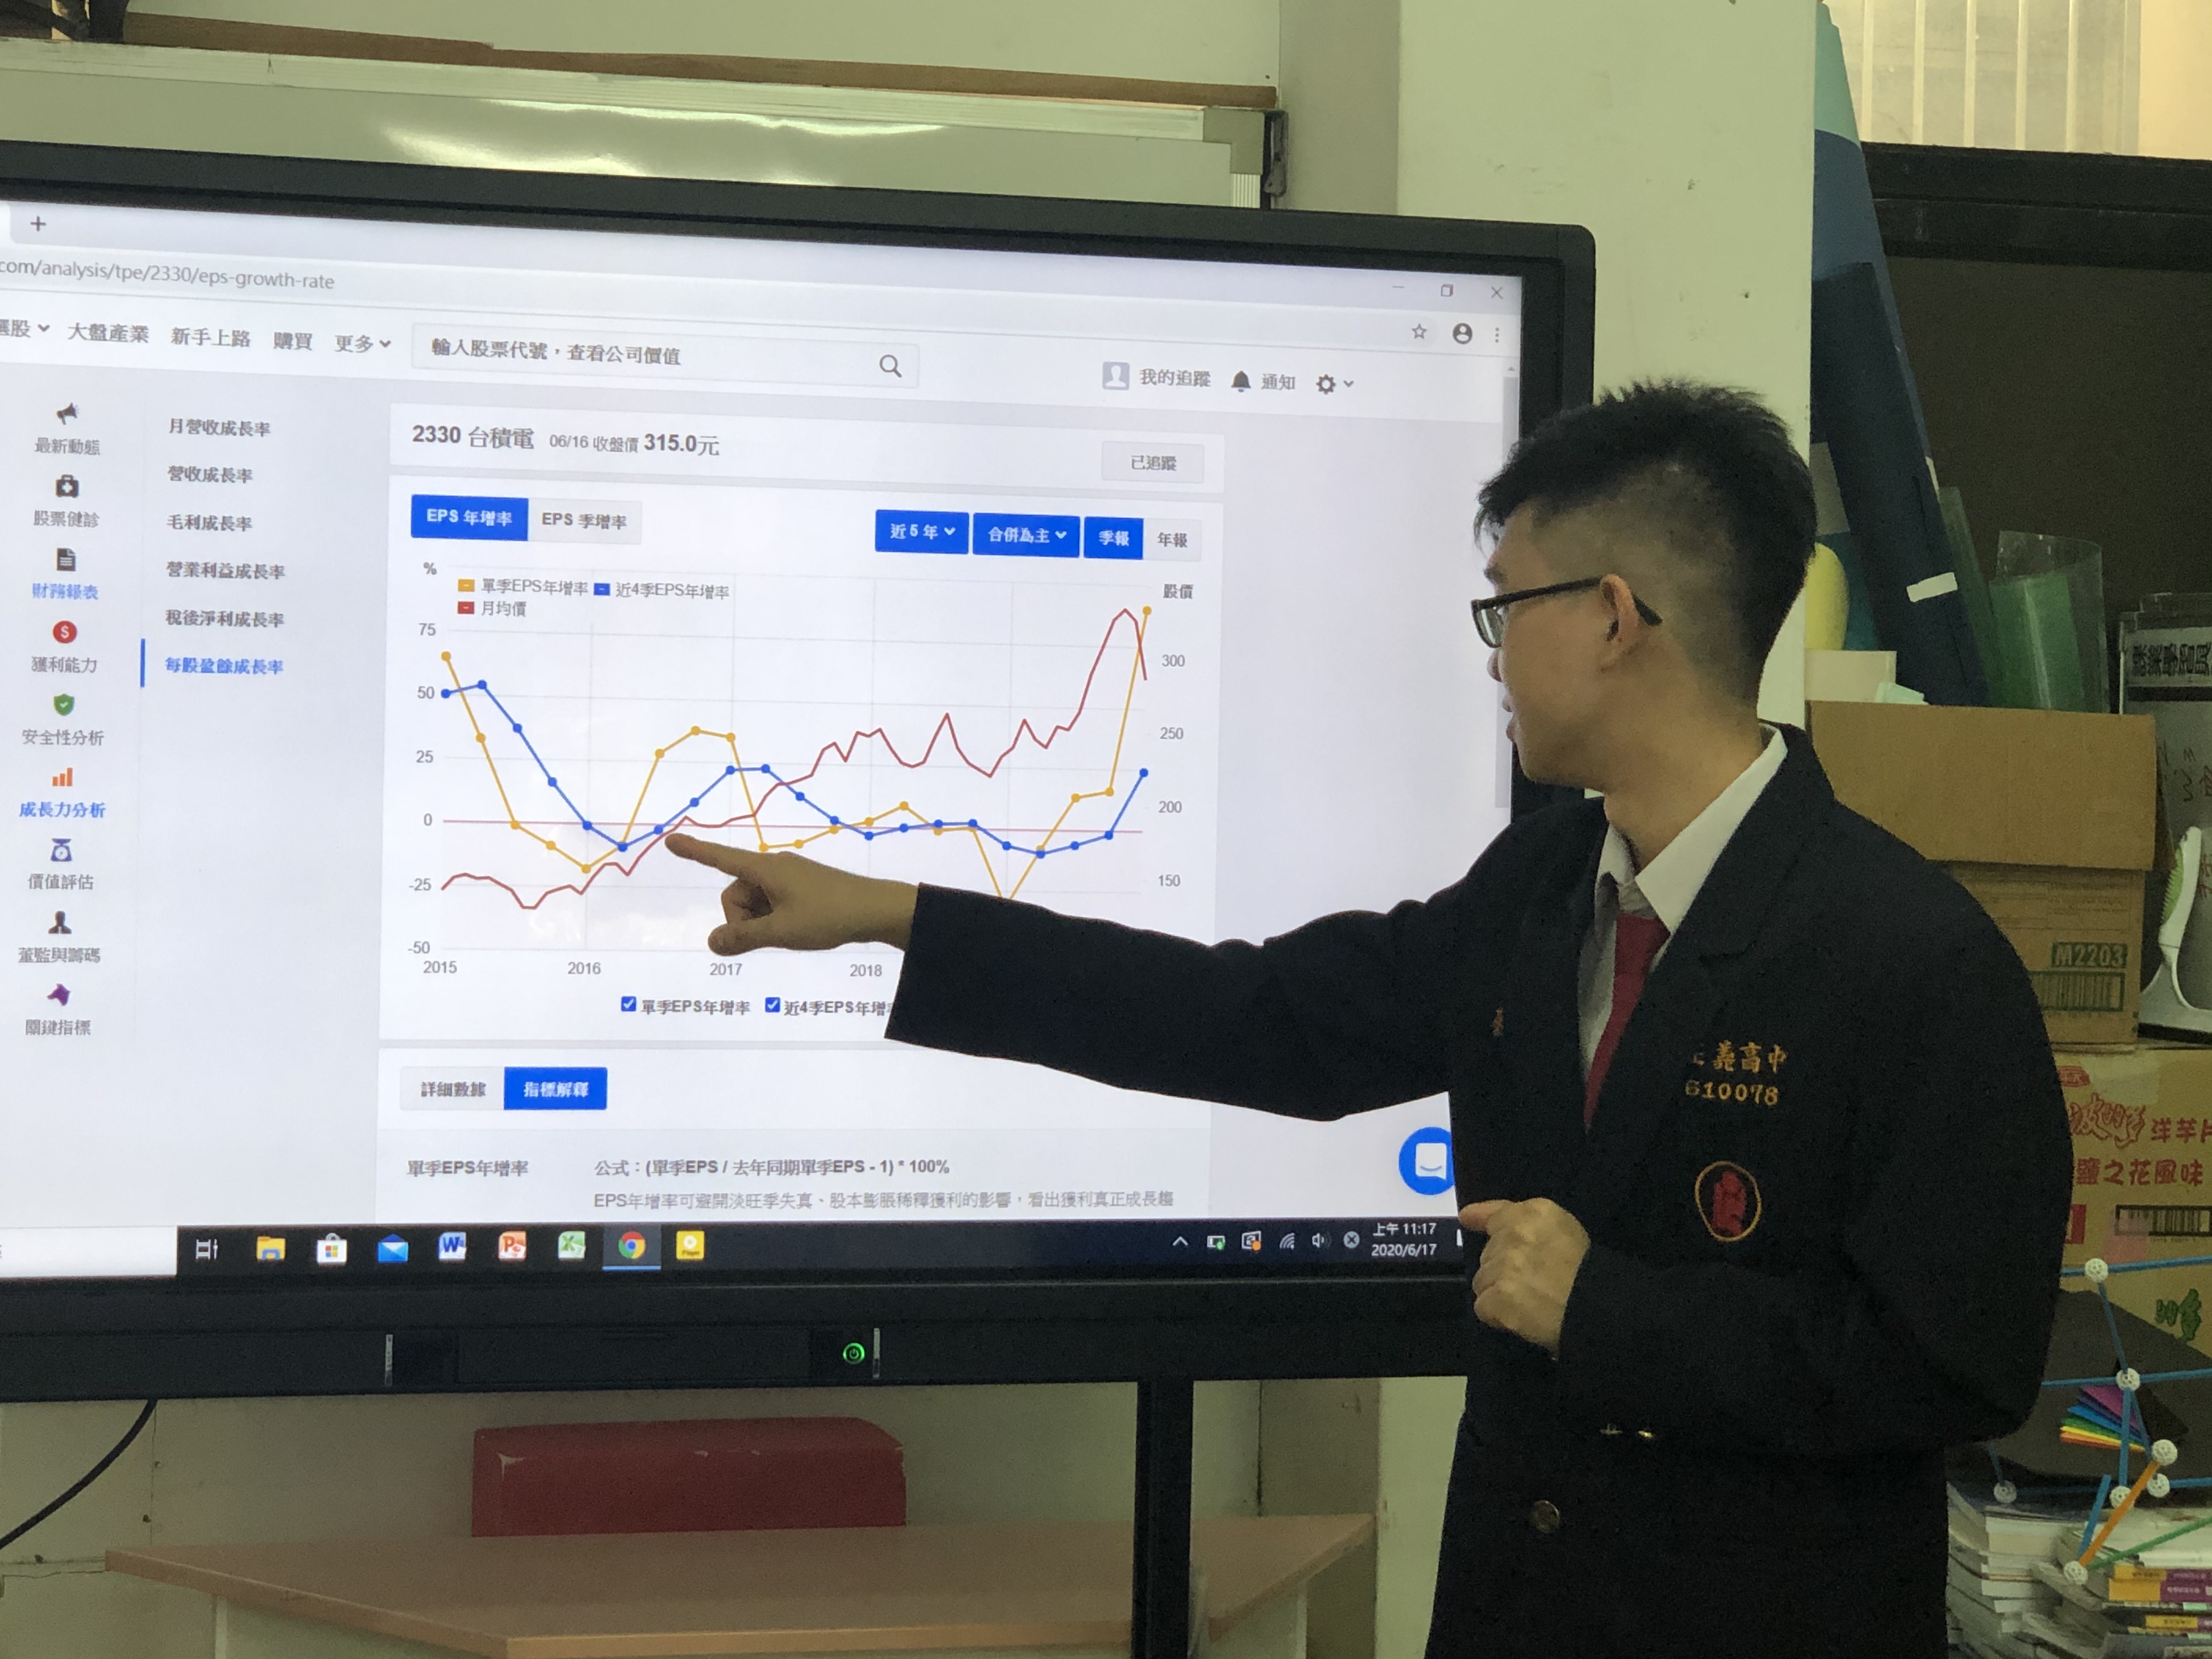 com/analysis/tpe/2330/eps-growth-rate
選股 大盤產業 新手上路 購買 更多
輸入股票代號，查看公司價值
我的追蹤 通知
最新動態
股票健診
財務報表
獲利能力
安全性分析
成長力分析
價值評估
董監與籌碼
關鍵指標
月營收成長率
營收成長率
毛利成長率
營業利益成長率
稅後淨利成長率
每股盈餘成長率
2330 台積電 06/16 收盤價 315.0元
已追蹤
EPS 年增率 EPS 季增率
近 5 年 合併為主 季報 年報
%
單季EPS年增率 近4季EPS年增率
月均價
股價
75
50
25
0
-25
-50
300
250
200
150
2015 2016 2017 2018
單季EPS年增率 近4季EPS年增
詳細數據 指標解釋
單季EPS年增率 公式：(單季EPS / 去年同期單季EPS - 1) * 100%
EPS年增率可避開淡旺季失真、股本膨脹稀釋獲利的影響，看出獲利真正成長趨
上午 11:17
2020/6/17
義高中
610078
M2203
洋芋片
鹽之花風味